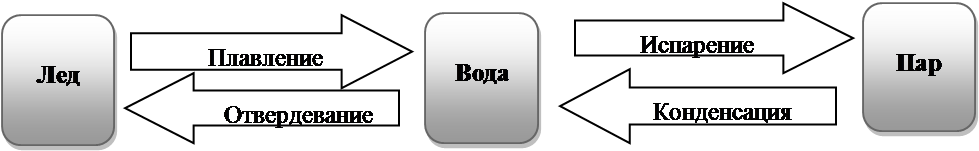 Лед
Плавление
Отвердевание
Вода
Испарение
Конденсация
Пар